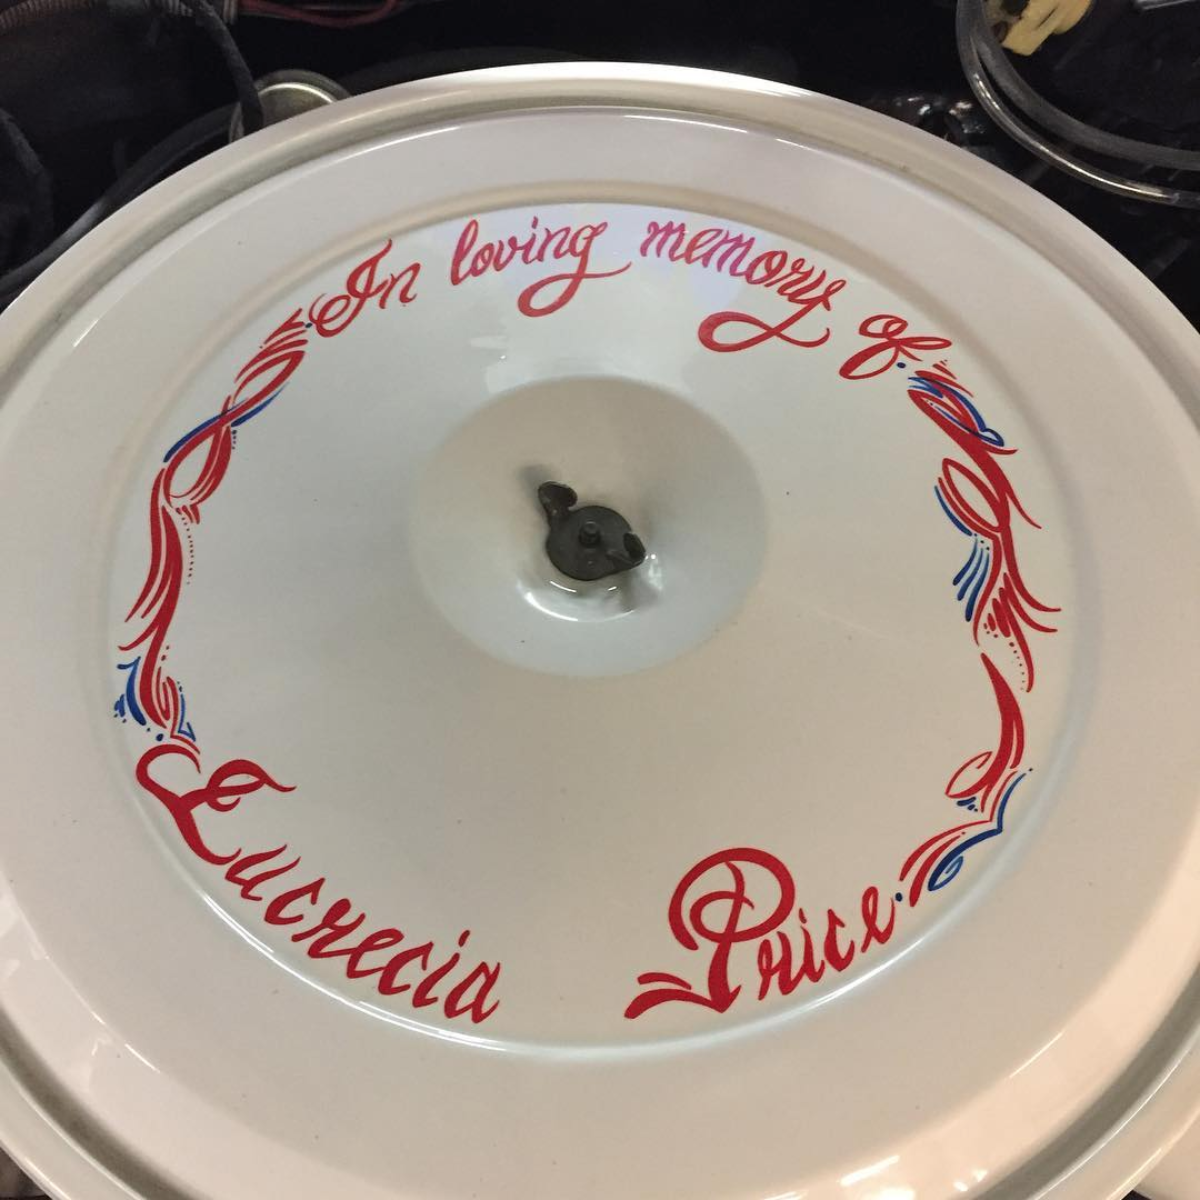 In loving memory of
Lucrecia Price